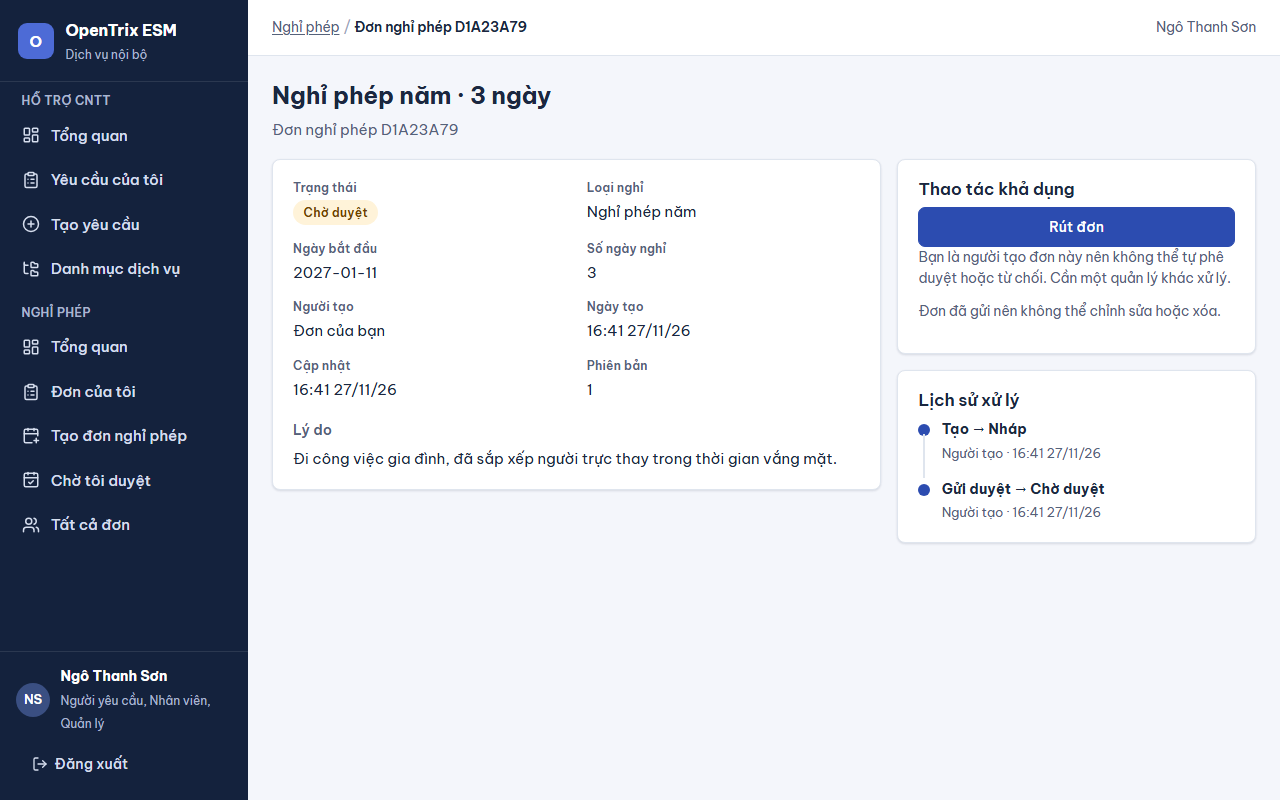 O
OpenTrix ESM
Dịch vụ nội bộ
HỖ TRỢ CNTT
Tổng quan
Yêu cầu của tôi
Tạo yêu cầu
Danh mục dịch vụ
NGHỈ PHÉP
Tổng quan
Đơn của tôi
Tạo đơn nghỉ phép
Chờ tôi duyệt
Tất cả đơn
NS
Ngô Thanh Sơn
Người yêu cầu, Nhân viên,
Quản lý
Đăng xuất
Nghỉ phép / Đơn nghỉ phép D1A23A79
Ngô Thanh Sơn
Nghỉ phép năm · 3 ngày
Đơn nghỉ phép D1A23A79
Trạng thái
Chờ duyệt
Loại nghỉ
Nghỉ phép năm
Ngày bắt đầu
2027-01-11
Số ngày nghỉ
3
Người tạo
Đơn của bạn
Ngày tạo
16:41 27/11/26
Cập nhật
16:41 27/11/26
Phiên bản
1
Lý do
Đi công việc gia đình, đã sắp xếp người trực thay trong thời gian vắng mặt.
Thao tác khả dụng
Rút đơn
Bạn là người tạo đơn này nên không thể tự phê
duyệt hoặc từ chối. Cần một quản lý khác xử lý.
Đơn đã gửi nên không thể chỉnh sửa hoặc xóa.
Lịch sử xử lý
Tạo → Nháp
Người tạo · 16:41 27/11/26
Gửi duyệt → Chờ duyệt
Người tạo · 16:41 27/11/26